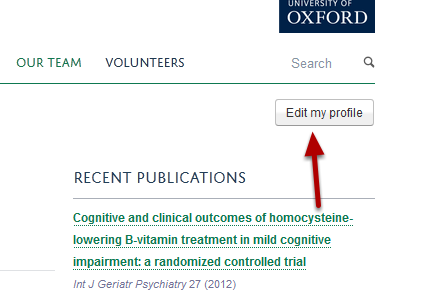 UNIVERSITY OF
OXFORD
OUR TEAM VOLUNTEERS Search
Edit my profile
RECENT PUBLICATIONS
Cognitive and clinical outcomes of homocysteine-
lowering B-vitamin treatment in mild cognitive
impairment: a randomized controlled trial
Int J Geriatr Psychiatry 27 (2012)